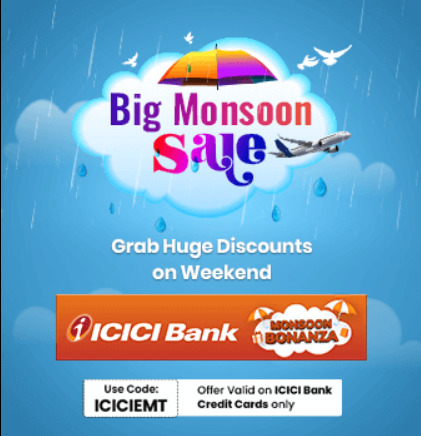 Big Monsoon
Sale
Grab Huge Discounts
on Weekend
ICICI Bank
MONSOON
BONANZA
Use Code:
ICICIEMT
Offer Valid on ICICI Bank
Credit Cards only